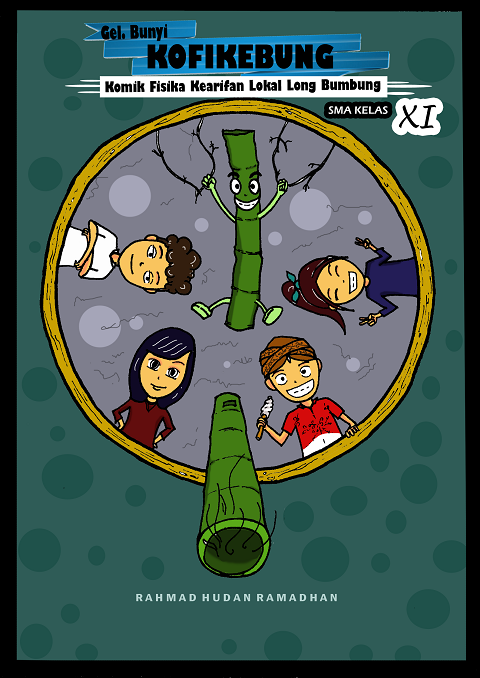 Gel. Bunyi
KOFIKEBUNG
Komik Fisika Kearifan Lokal Long Bumbung
SMA KELAS
XI
RAHMAD HUDAN RAMADHAN